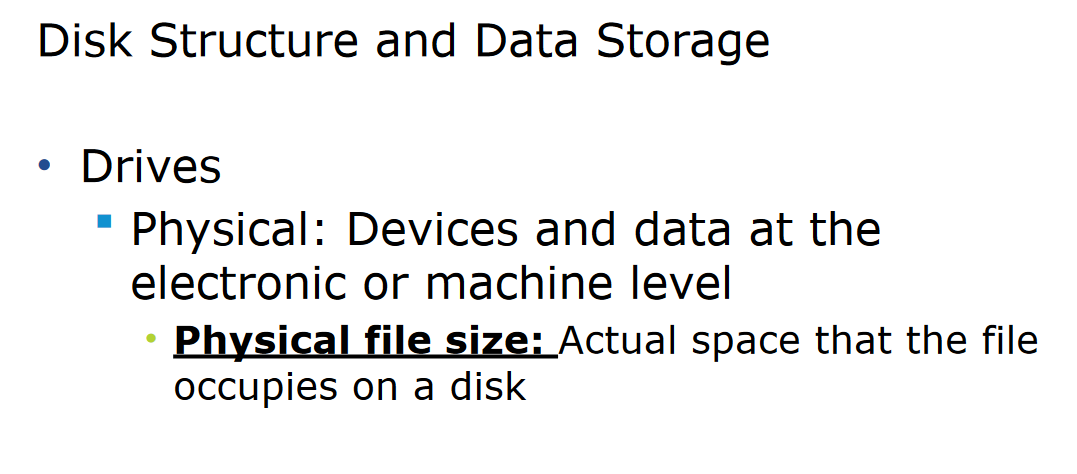 Disk Structure and Data Storage
• Drives
▪ Physical: Devices and data at the
electronic or machine level
• Physical file size: Actual space that the file
occupies on a disk